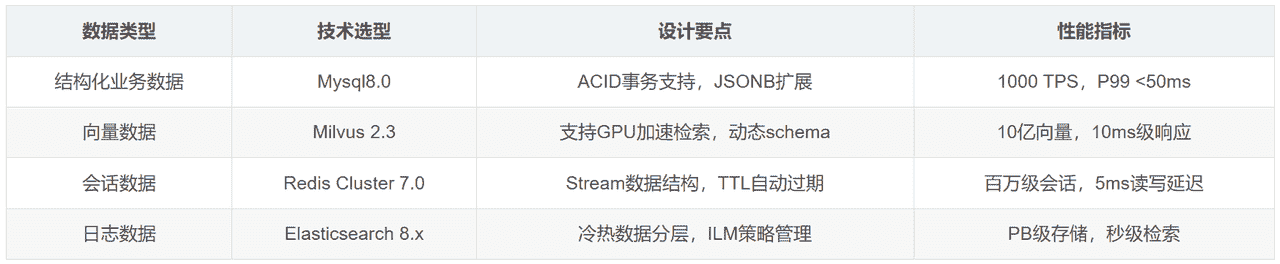 数据类型 技术选型 设计要点 性能指标
结构化业务数据 Mysql8.0 ACID事务支持，JSONB扩展 1000 TPS，P99 <50ms
向量数据 Milvus 2.3 支持GPU加速检索，动态schema 10亿向量，10ms级响应
会话数据 Redis Cluster 7.0 Stream数据结构，TTL自动过期 百万级会话，5ms读写延迟
日志数据 Elasticsearch 8.x 冷热数据分层，ILM策略管理 PB级存储，秒级检索